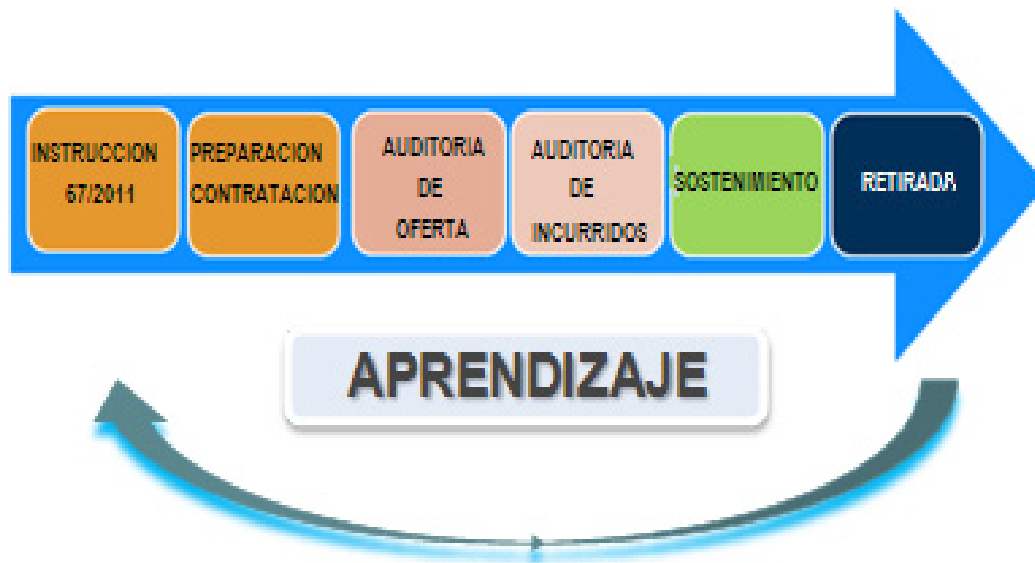 INSTRUCCION
67/2011
PREPARACION
CONTRATACION
AUDITORIA
DE
OFERTA
AUDITORIA
DE
INCURRIDOS
SOSTENIMIENTO
RETIRADA
APRENDIZAJE